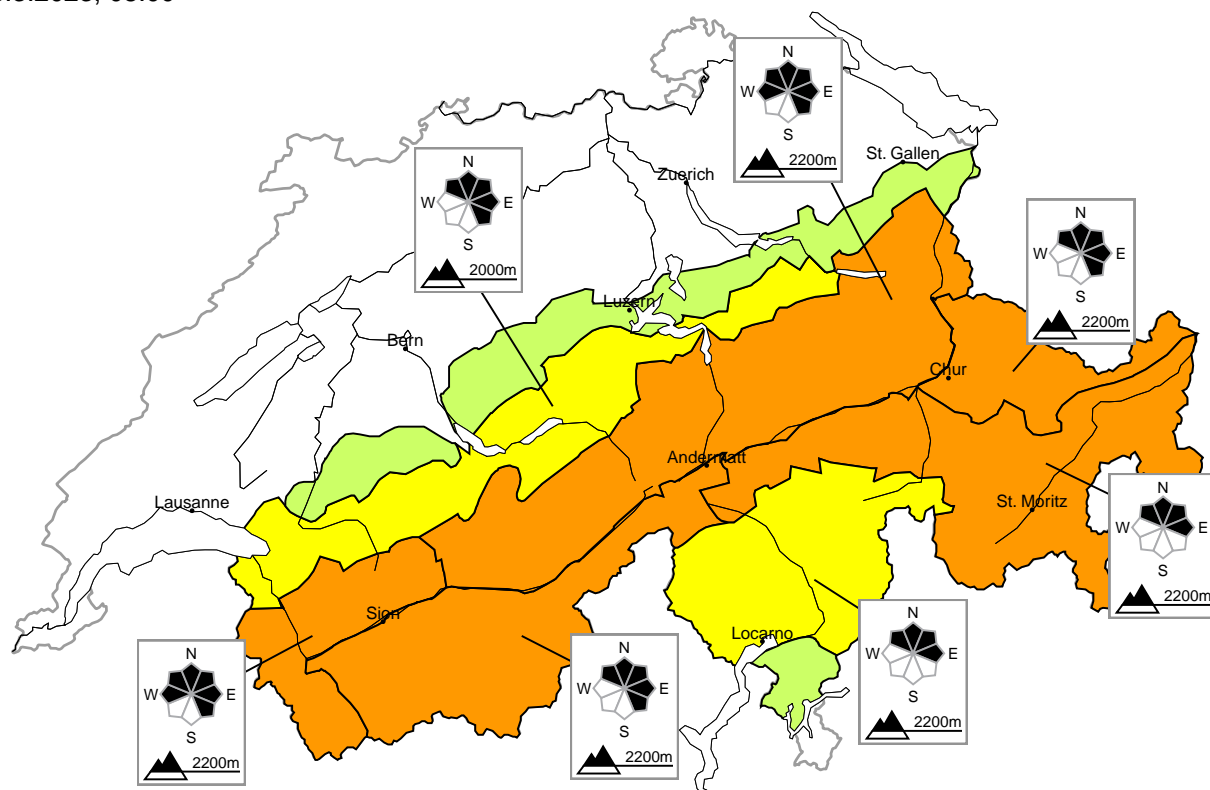 N
W E
S
2200m
St. Gallen
Zuerich
N
W E
S
2000m
N
W E
S
2200m
Luzern
Bern
Chur
Andermatt
Lausanne
St. Moritz
N
W E
S
2200m
Sion
Locarno
N
W E
S
2200m
N
W E
S
2200m
N
W E
S
2200m